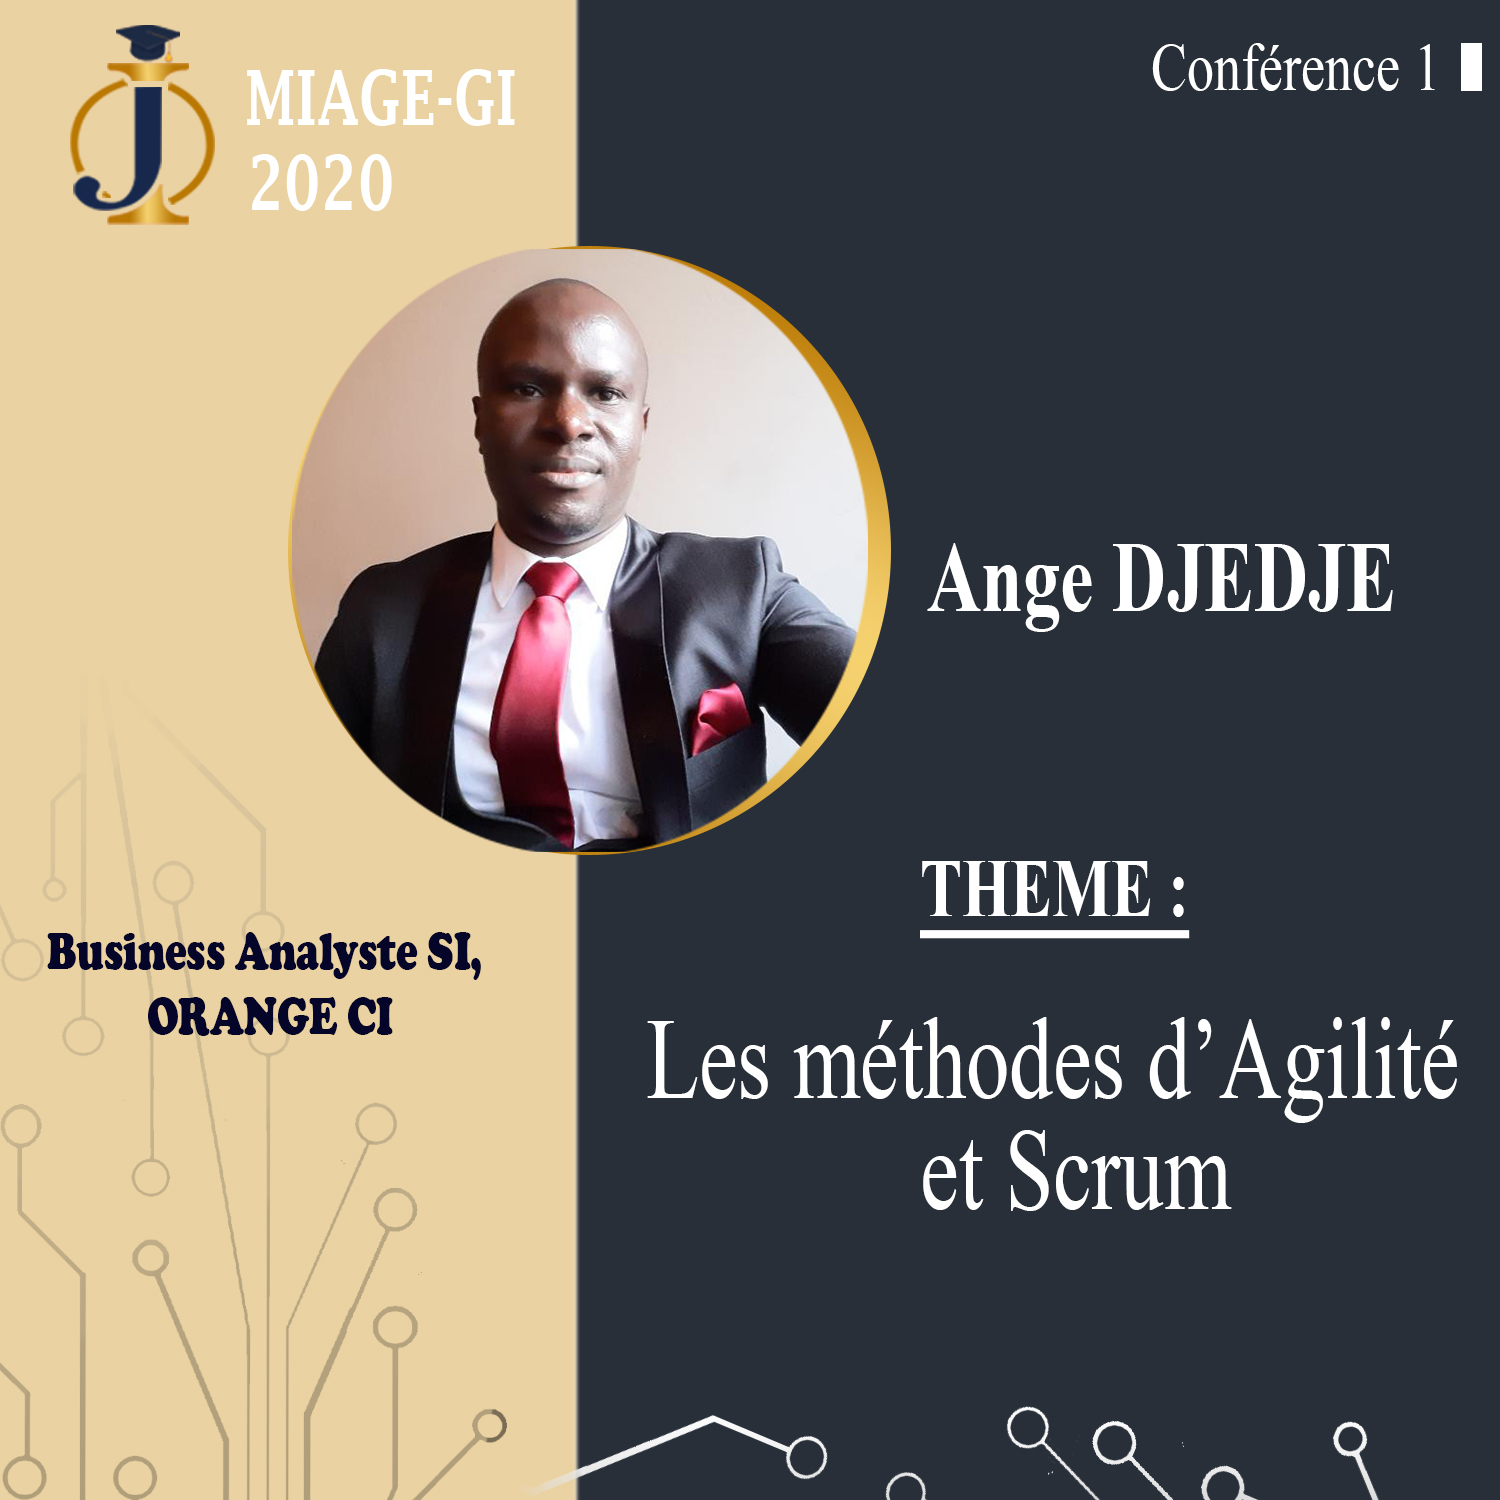 MIAGE-GI
2020
Conférence 1
Ange DJEDJE
THEME :
Les méthodes d’Agilité
et Scrum
Business Analyste SI,
ORANGE CI